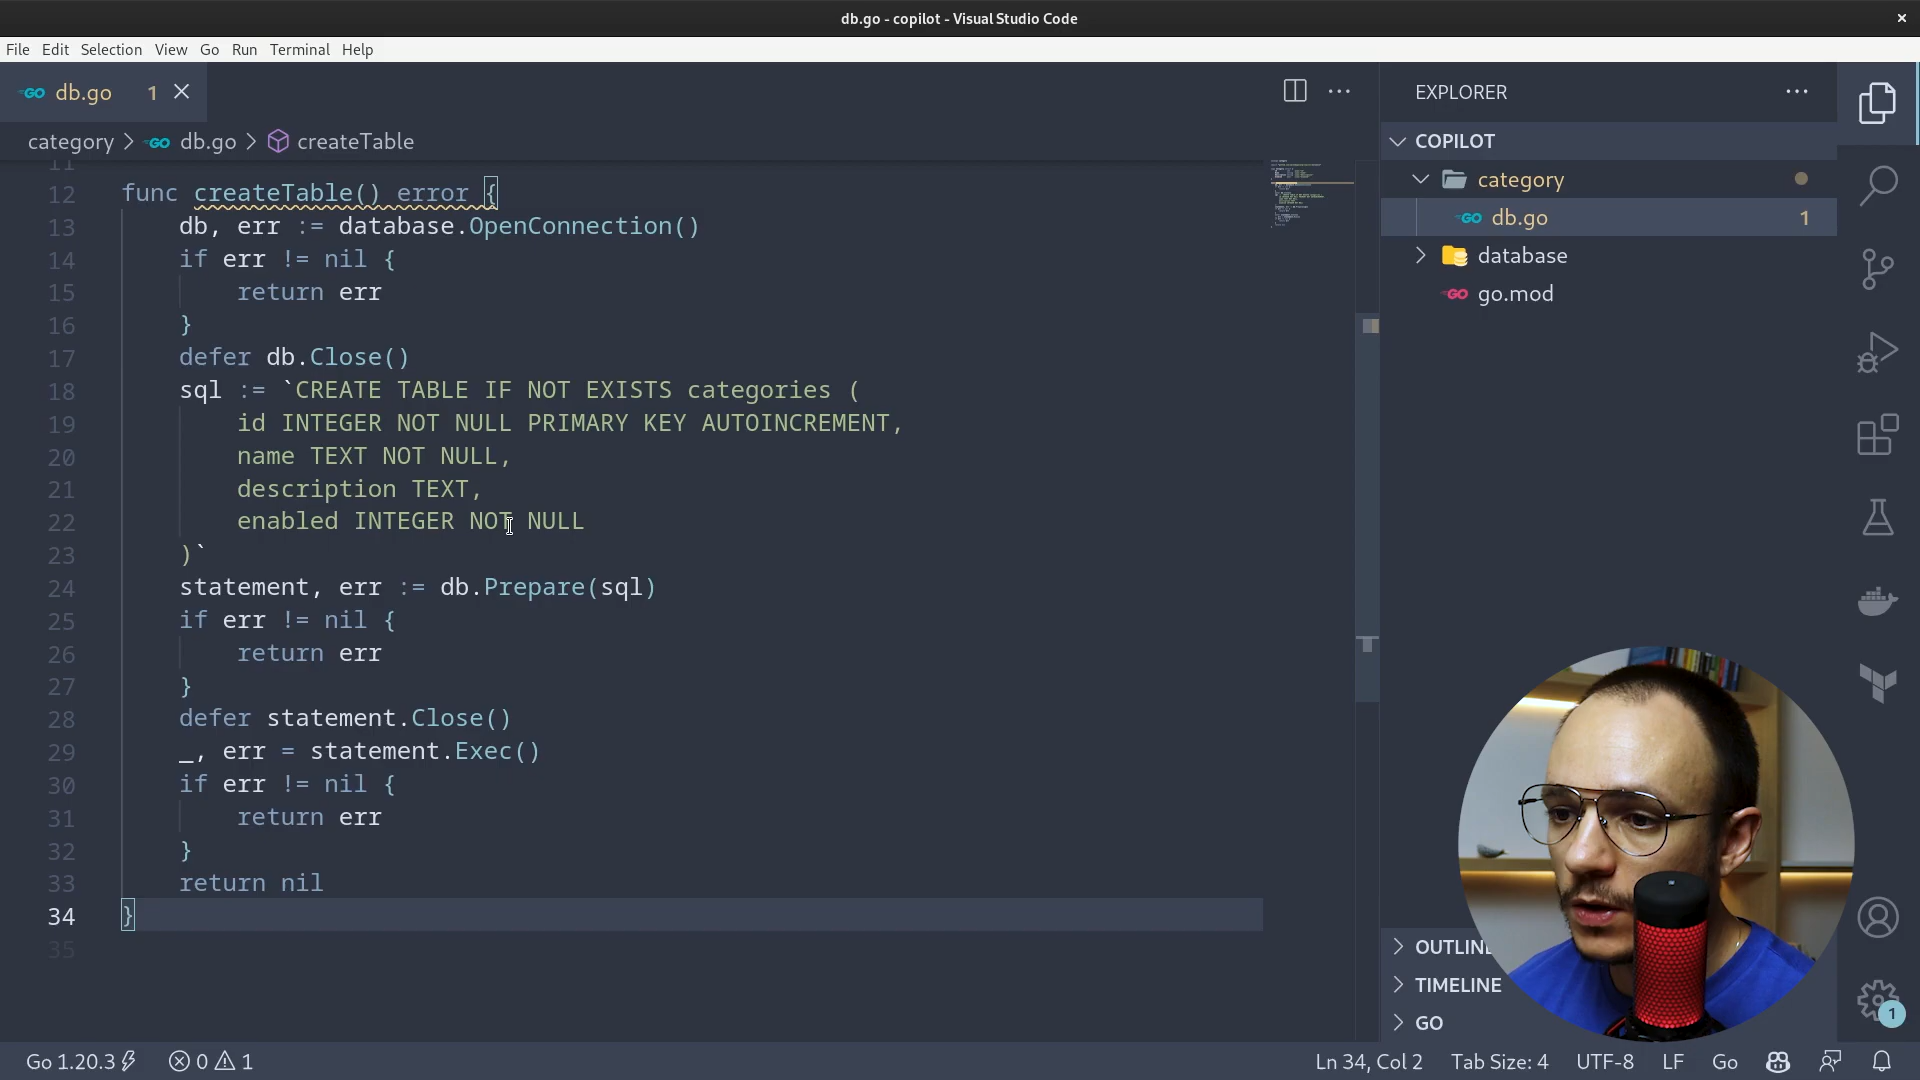 db.go - copilot - Visual Studio Code
File Edit Selection View Go Run Terminal Help
GO db.go 1
category > GO db.go > createTable
11
12 func createTable() error {
13 db, err := database.OpenConnection()
14 if err != nil {
15 return err
16 }
17 defer db.Close()
18 sql := `CREATE TABLE IF NOT EXISTS categories (
19 id INTEGER NOT NULL PRIMARY KEY AUTOINCREMENT,
20 name TEXT NOT NULL,
21 description TEXT,
22 enabled INTEGER NOT NULL
23 )`
24 statement, err := db.Prepare(sql)
25 if err != nil {
26 return err
27 }
28 defer statement.Close()
29 _, err = statement.Exec()
30 if err != nil {
31 return err
32 }
33 return nil
34 }
35
EXPLORER
COPILOT
category
GO db.go 1
database
GO go.mod
OUTLINE
TIMELINE
GO
1
Go 1.20.3 0 1 Ln 34, Col 2 Tab Size: 4 UTF-8 LF Go